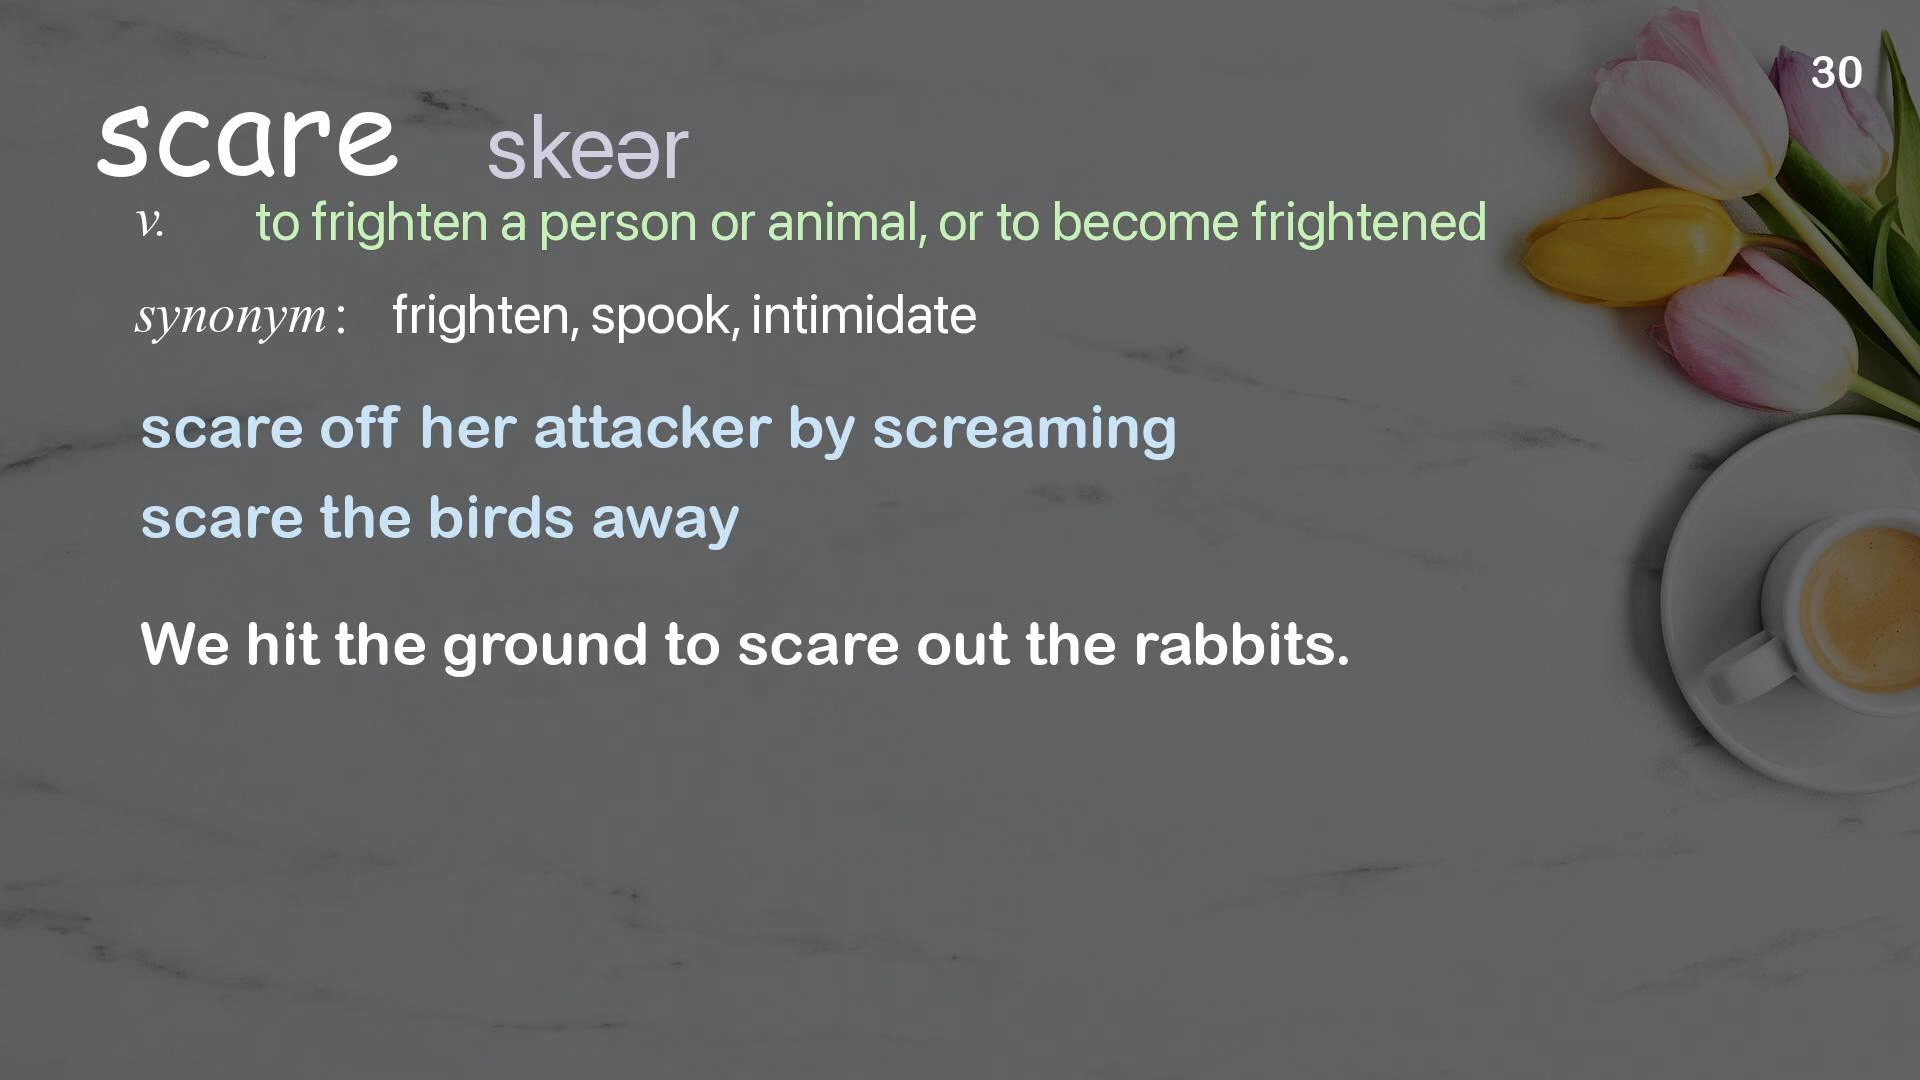 30
scare skeər
v. to frighten a person or animal, or to become frightened
synonym: frighten, spook, intimidate
scare off her attacker by screaming
scare the birds away
We hit the ground to scare out the rabbits.